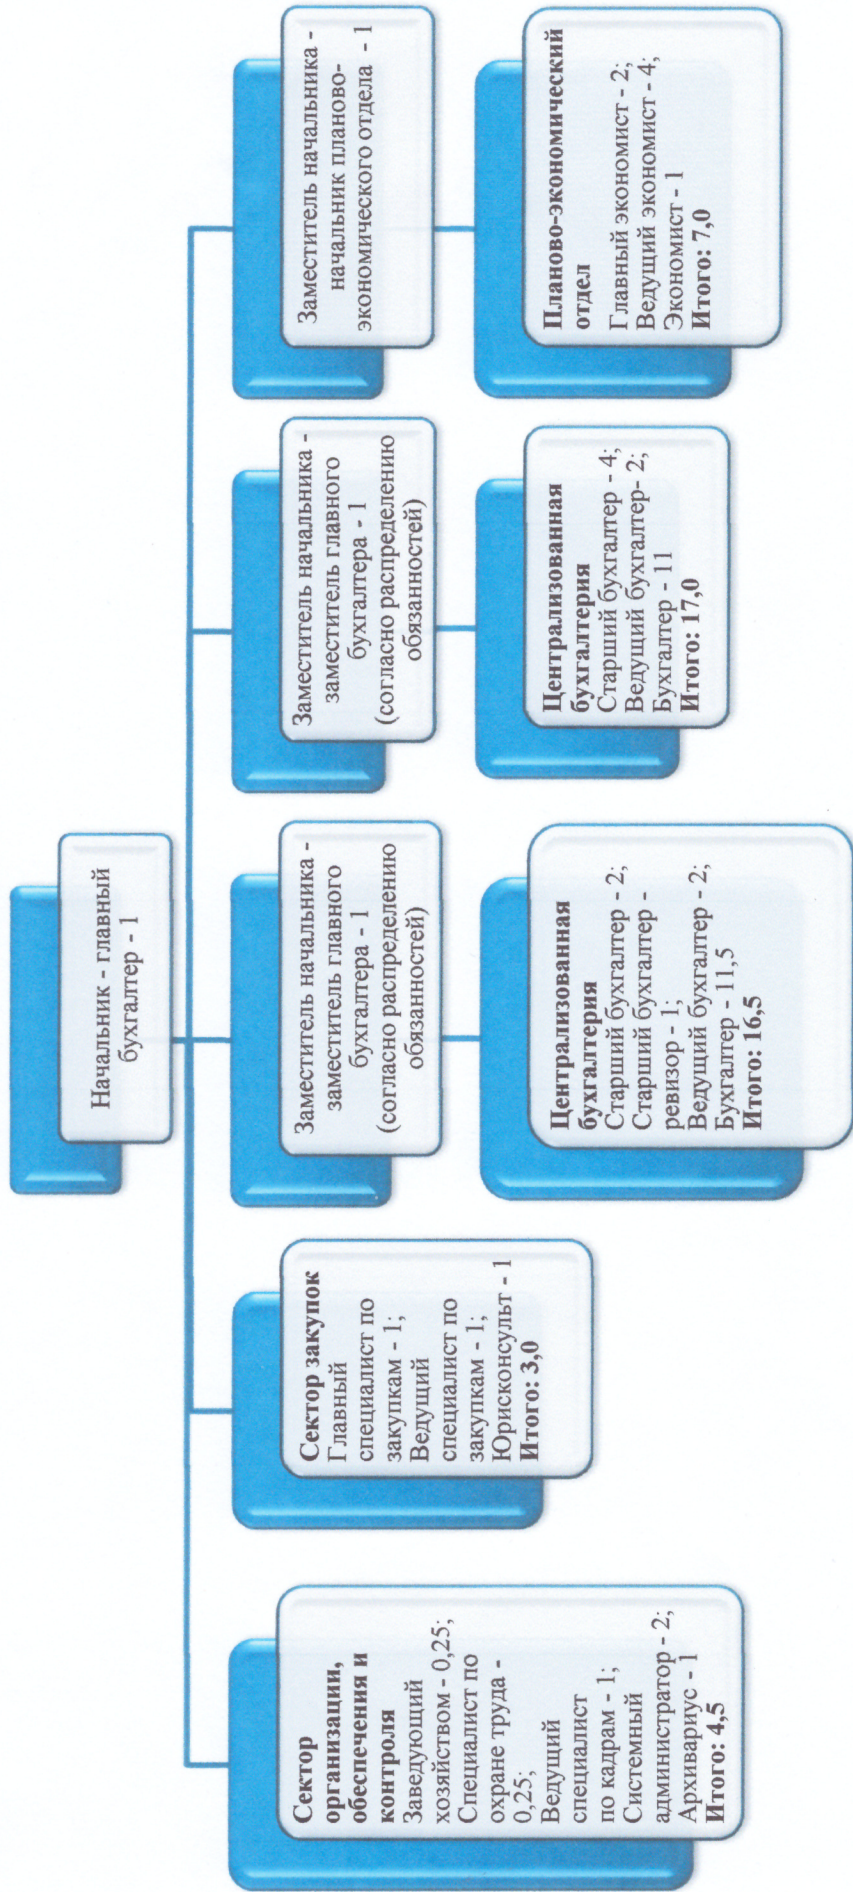 Начальник - главный
бухгалтер - 1
Сектор
организации,
обеспечения и
контроля
Заведующий
хозяйством - 0,25;
Специалист по
охране труда -
0,25;
Ведущий
специалист
по кадрам - 1;
Системный
администратор - 2;
Архивариус - 1
Итого: 4,5
Сектор закупок
Главный
специалист по
закупкам - 1;
Ведущий
специалист по
закупкам - 1;
Юрисконсульт - 1
Итого: 3,0
Заместитель начальника -
заместитель главного
бухгалтера - 1
(согласно распределению
обязанностей)
Централизованная
бухгалтерия
Старший бухгалтер - 2;
Старший бухгалтер -
ревизор - 1;
Ведущий бухгалтер - 2;
Бухгалтер - 11,5
Итого: 16,5
Заместитель начальника -
заместитель главного
бухгалтера - 1
(согласно распределению
обязанностей)
Централизованная
бухгалтерия
Старший бухгалтер - 4;
Ведущий бухгалтер- 2;
Бухгалтер - 11
Итого: 17,0
Заместитель начальника -
начальник планово-
экономического отдела - 1
Планово-экономический
отдел
Главный экономист - 2;
Ведущий экономист - 4;
Экономист - 1
Итого: 7,0